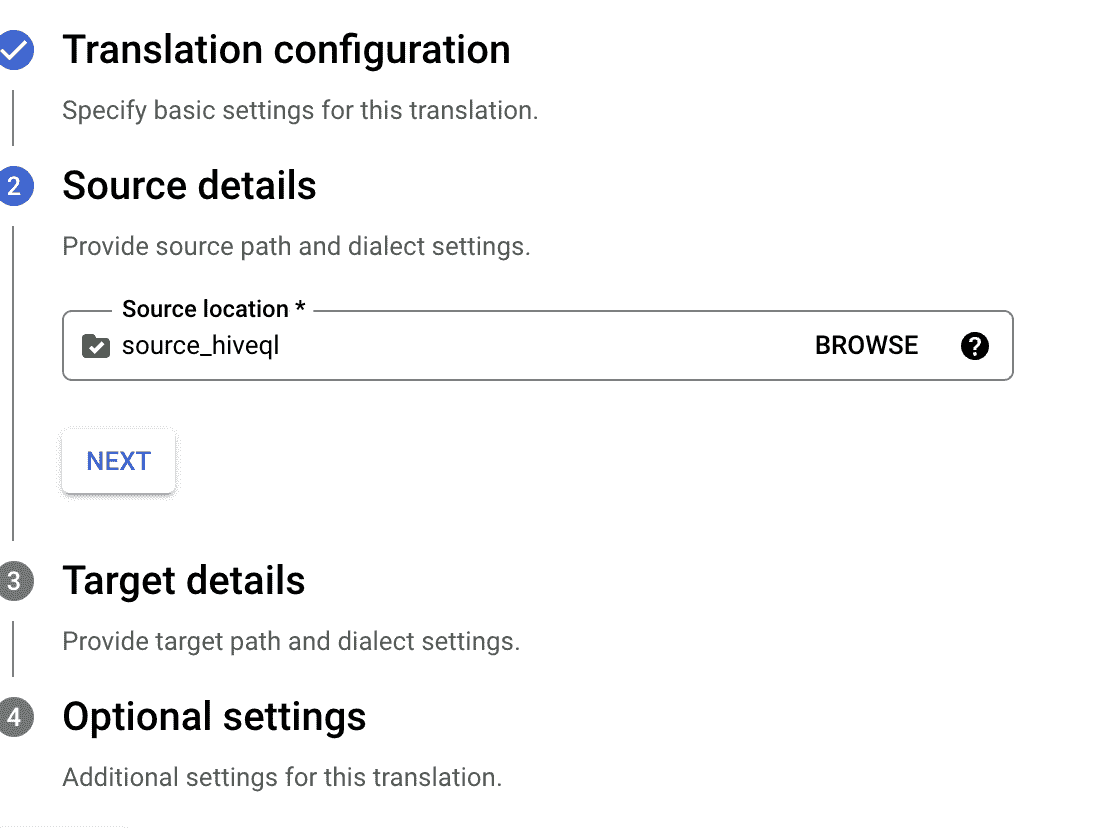 Translation configuration
Specify basic settings for this translation.
2
Source details
Provide source path and dialect settings.
Source location *
source_hiveql
BROWSE
?
NEXT
3
Target details
Provide target path and dialect settings.
4
Optional settings
Additional settings for this translation.